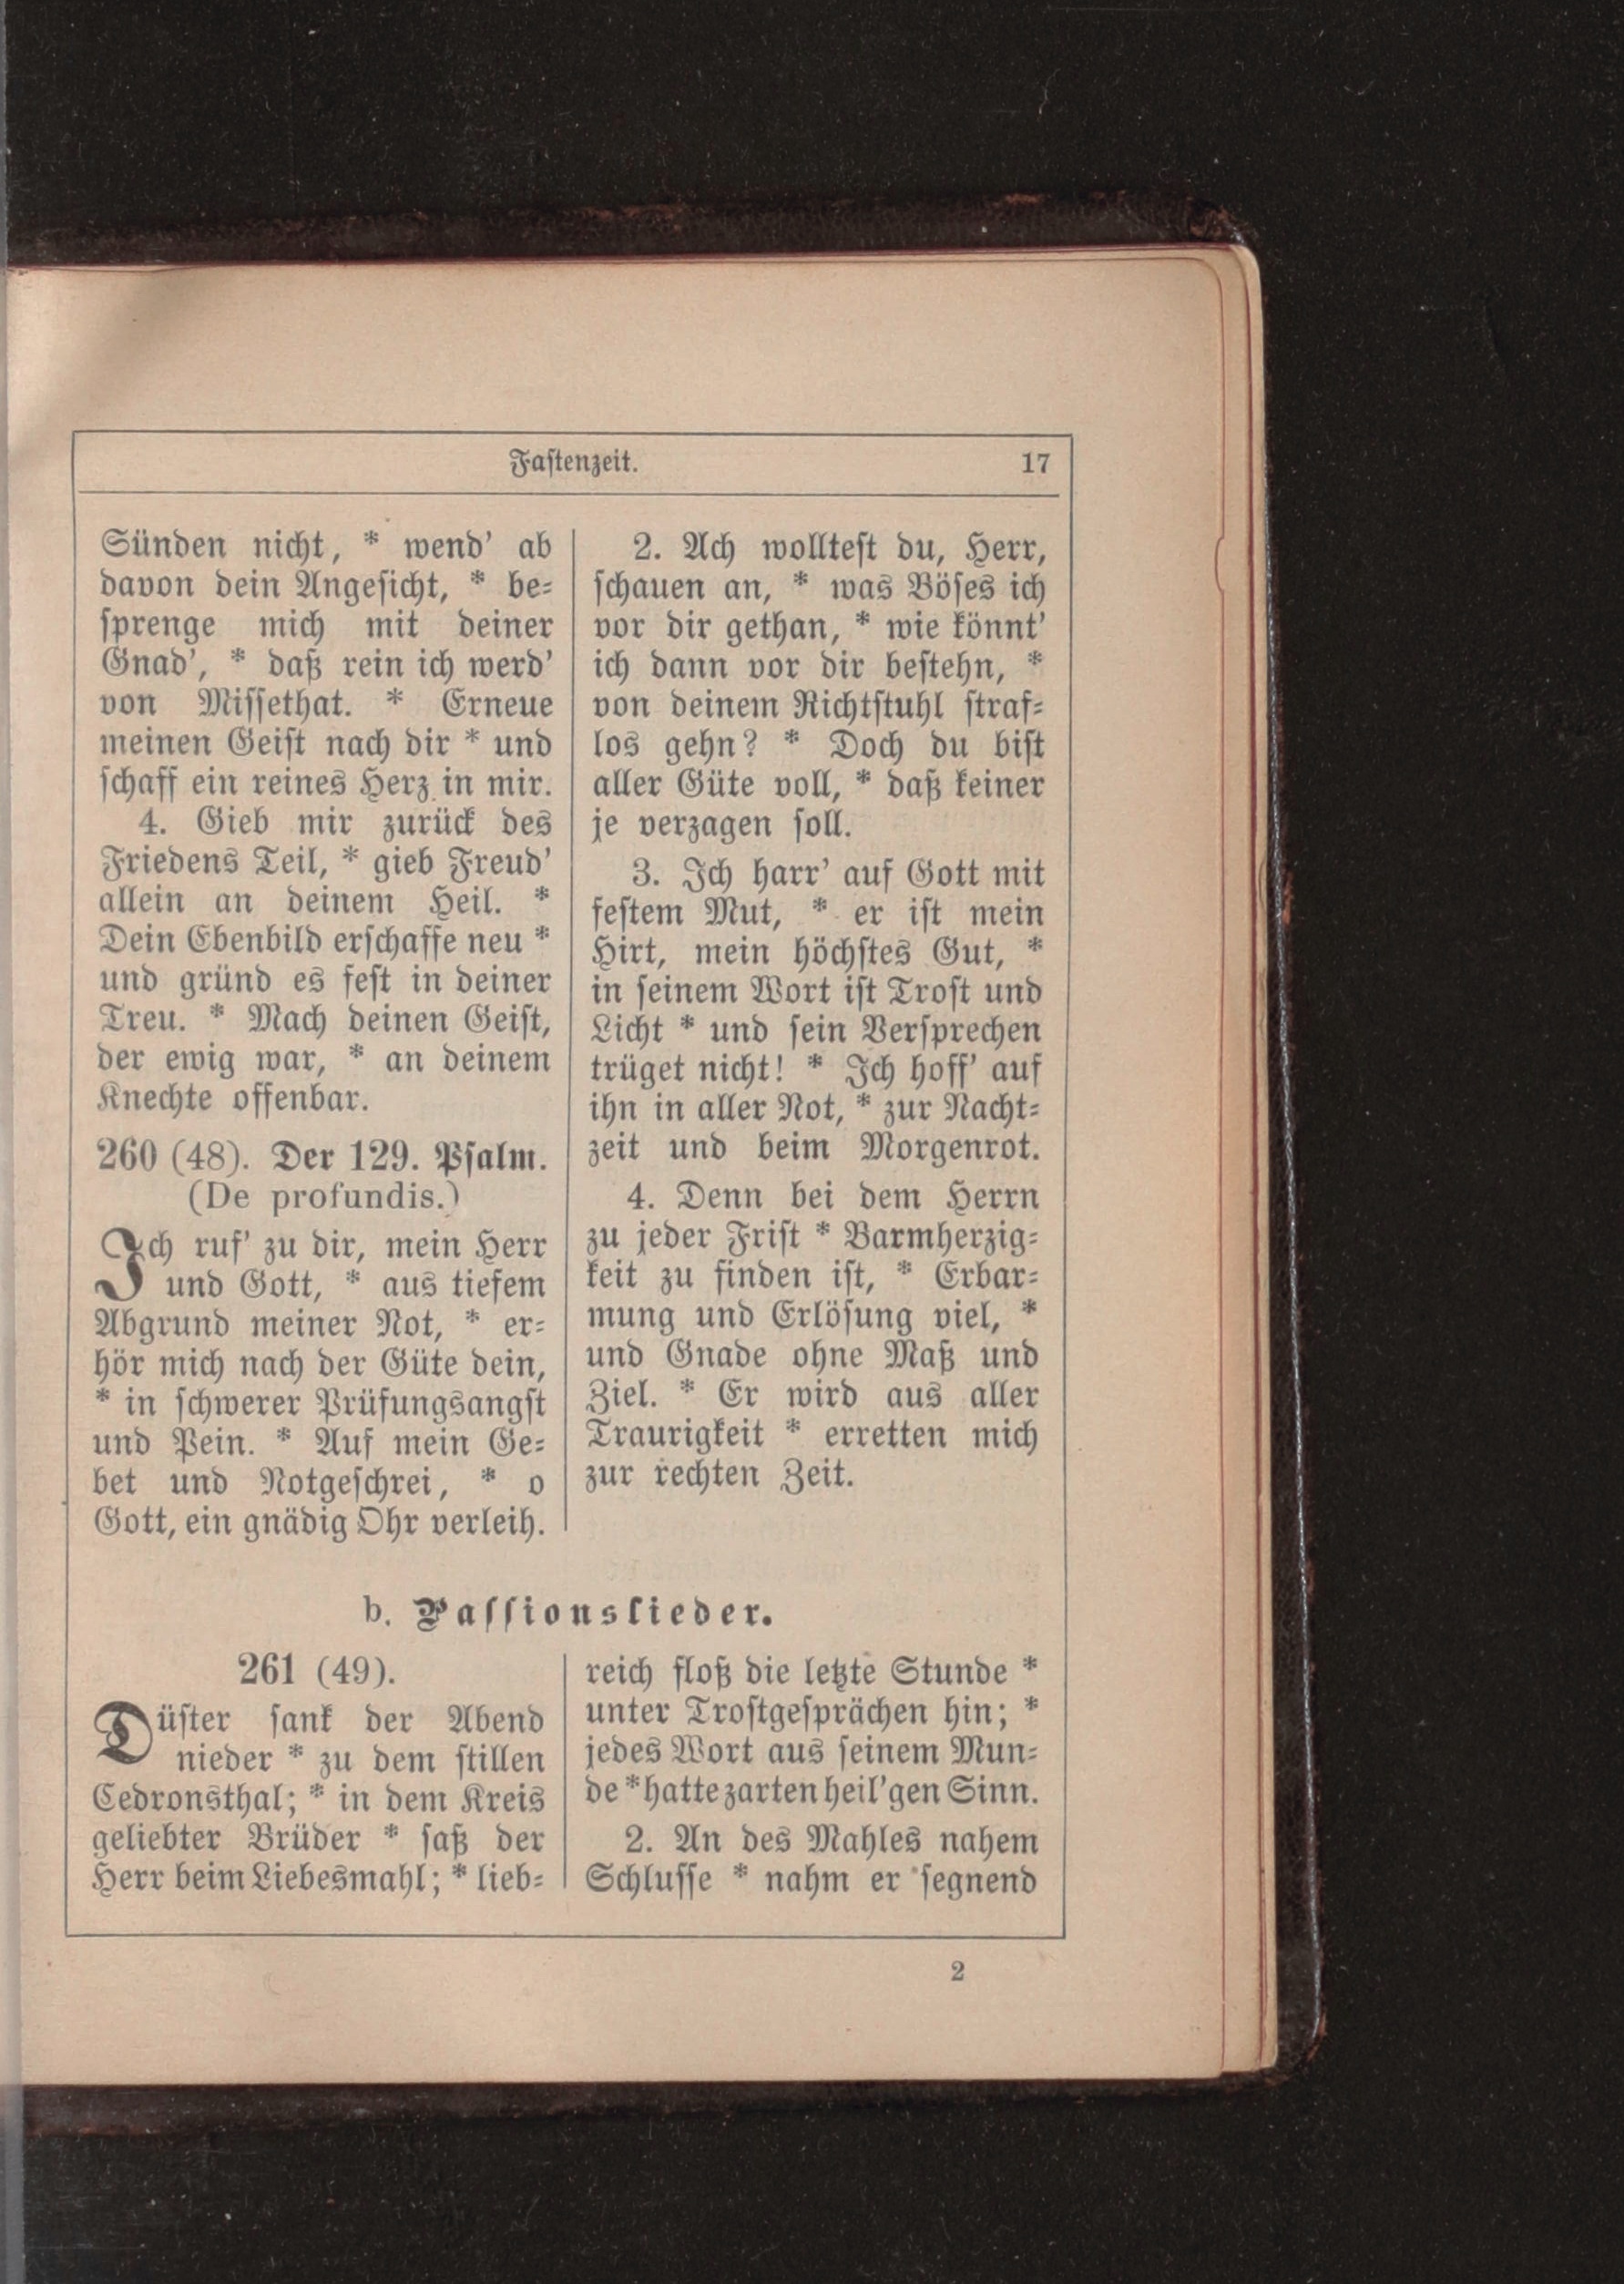 Fastenzeit. 17
Sünden nicht, * wend' ab
davon dein Angesicht, * be-
sprenge mich mit deiner
Gnad', * daß rein ich werd'
von Missethat. * Erneue
meinen Geist nach dir * und
schaff ein reines Herz in mir.
4. Gieb mir zurück des
Friedens Teil, * gieb Freud'
allein an deinem Heil. *
Dein Ebenbild erschaffe neu *
und gründ es fest in deiner
Treu. * Mach deinen Geist,
der ewig war, * an deinem
Knechte offenbar.
260 (48). Der 129. Psalm.
(De profundis.)
Ich ruf' zu dir, mein Herr
und Gott, * aus tiefem
Abgrund meiner Not, * er-
hör mich nach der Güte dein,
* in schwerer Prüfungsangst
und Pein. * Auf mein Ge-
bet und Notgeschrei, * o
Gott, ein gnädig Ohr verleih.
2. Ach wolltest du, Herr,
schauen an, * was Böses ich
vor dir gethan, * wie könnt'
ich dann vor dir bestehn, *
von deinem Richtstuhl straf-
los gehn? * Doch du bist
aller Güte voll, * daß keiner
je verzagen soll.
3. Ich harr' auf Gott mit
festem Mut, * er ist mein
Hirt, mein höchstes Gut, *
in seinem Wort ist Trost und
Licht * und sein Versprechen
trüget nicht! * Ich hoff' auf
ihn in aller Not, * zur Nacht-
zeit und beim Morgenrot.
4. Denn bei dem Herrn
zu jeder Frist * Barmherzig-
keit zu finden ist, * Erbar-
mung und Erlösung viel, *
und Gnade ohne Maß und
Ziel. * Er wird aus aller
Traurigkeit * erretten mich
zur rechten Zeit.
b. Passionslieder.
261 (49).
Düster sank der Abend
nieder * zu dem stillen
Cedronsthal; * in dem Kreis
geliebter Brüder * saß der
Herr beim Liebesmahl; * lieb-
reich floß die letzte Stunde *
unter Trostgesprächen hin; *
jedes Wort aus seinem Mun-
de * hatte zarten heil'gen Sinn.
2. An des Mahles nahem
Schlusse * nahm er segnend
2